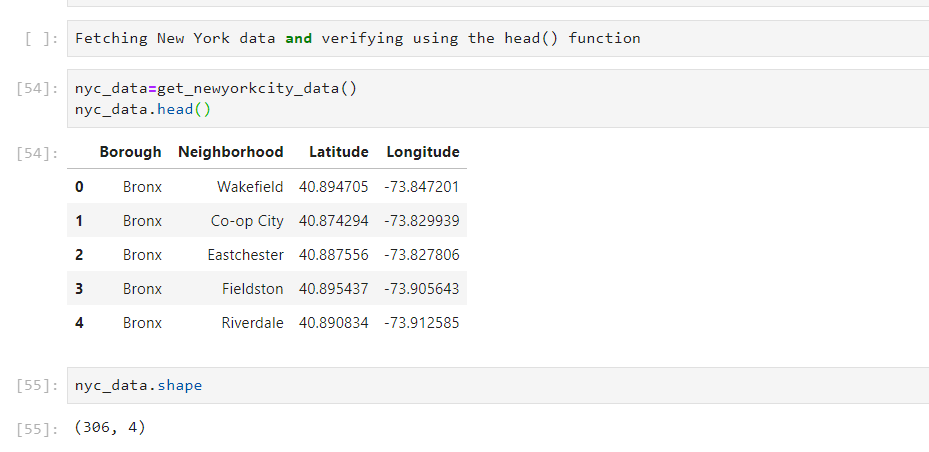 [ ]: Fetching New York data and verifying using the head() function
[54]: nyc_data=get_newyorkcity_data()
nyc_data.head()
[54]: Borough Neighborhood Latitude Longitude
0 Bronx Wakefield 40.894705 -73.847201
1 Bronx Co-op City 40.874294 -73.829939
2 Bronx Eastchester 40.887556 -73.827806
3 Bronx Fieldston 40.895437 -73.905643
4 Bronx Riverdale 40.890834 -73.912585
[55]: nyc_data.shape
[55]: (306, 4)